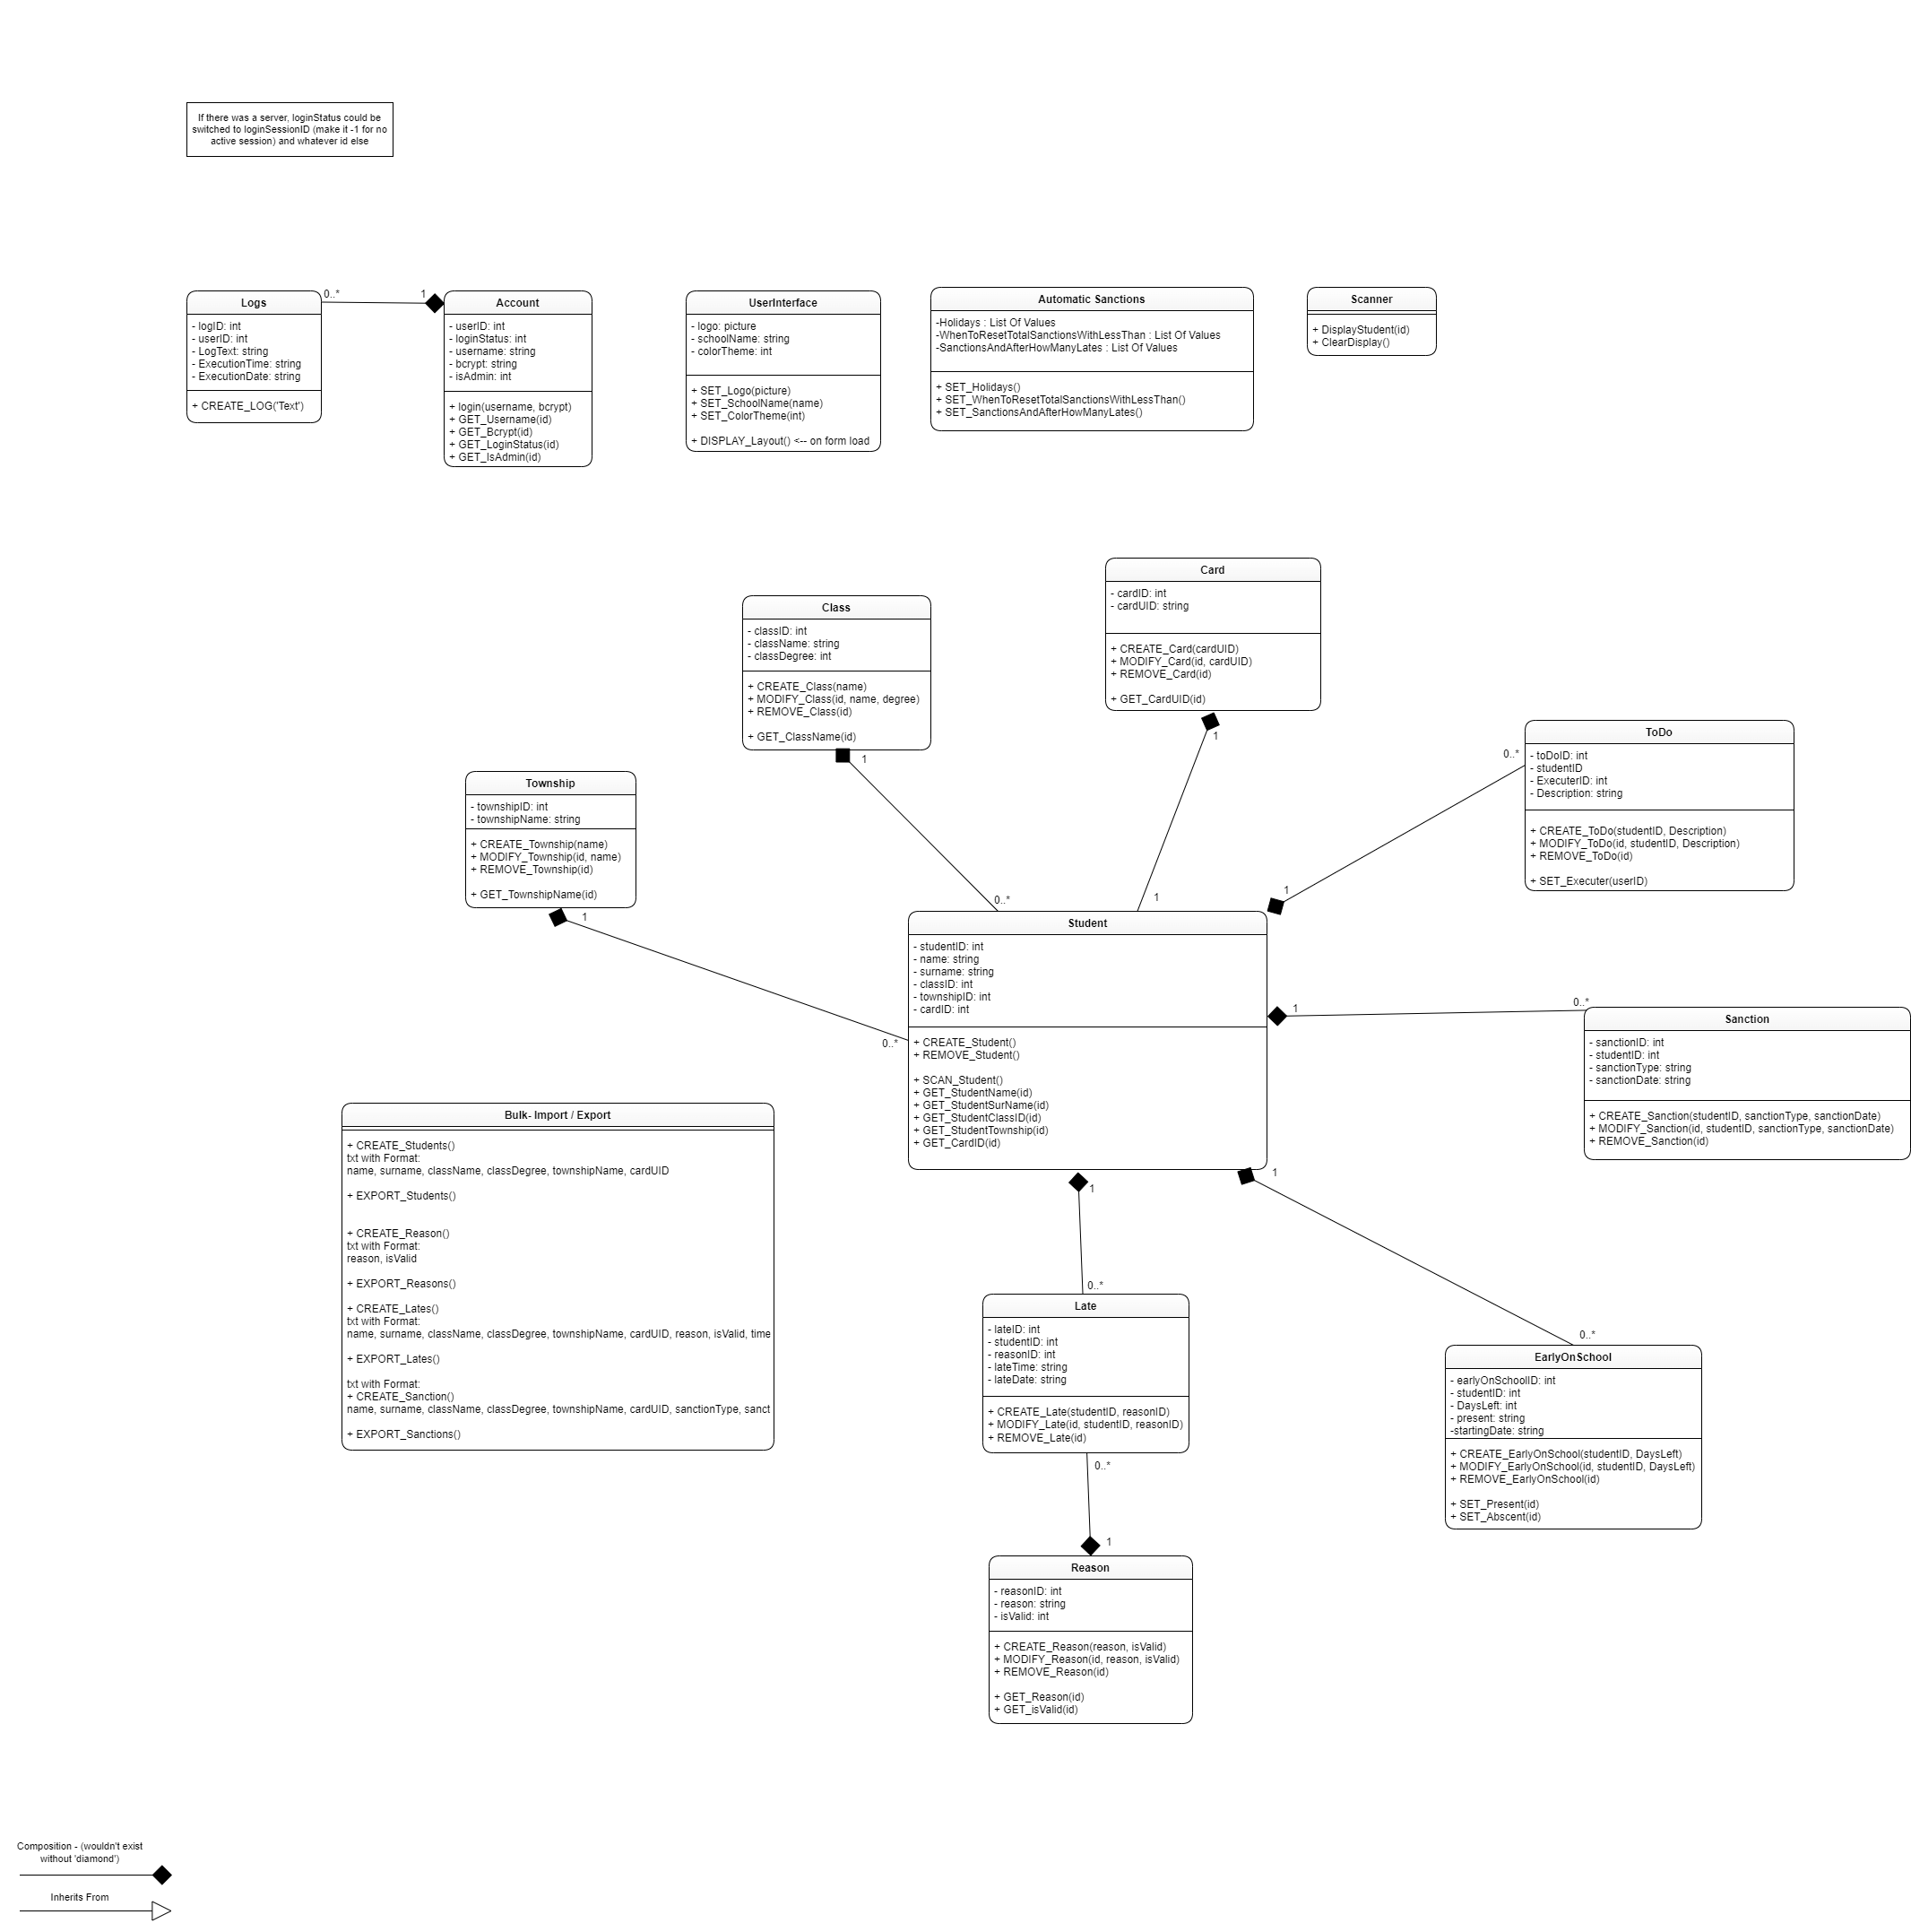 If there was a server, loginStatus could be
switched to loginSessionID (make it -1 for no
active session) and whatever id else
Logs
- logID: int
- userID: int
- LogText: string
- ExecutionTime: string
- ExecutionDate: string
+ CREATE_LOG('Text')
0..*
1
Account
- userID: int
- loginStatus: int
- username: string
- bcrypt: string
- isAdmin: int
+ login(username, bcrypt)
+ GET_Username(id)
+ GET_Bcrypt(id)
+ GET_LoginStatus(id)
+ GET_IsAdmin(id)
UserInterface
- logo: picture
- schoolName: string
- colorTheme: int
+ SET_Logo(picture)
+ SET_SchoolName(name)
+ SET_ColorTheme(int)
+ DISPLAY_Layout() <-- on form load
Automatic Sanctions
-Holidays : List Of Values
-WhenToResetTotalSanctionsWithLessThan : List Of Values
-SanctionsAndAfterHowManyLates : List Of Values
+ SET_Holidays()
+ SET_WhenToResetTotalSanctionsWithLessThan()
+ SET_SanctionsAndAfterHowManyLates()
Scanner
+ DisplayStudent(id)
+ ClearDisplay()
Card
- cardID: int
- cardUID: string
+ CREATE_Card(cardUID)
+ MODIFY_Card(id, cardUID)
+ REMOVE_Card(id)
+ GET_CardUID(id)
1
1
Class
- classID: int
- className: string
- classDegree: int
+ CREATE_Class(name)
+ MODIFY_Class(id, name, degree)
+ REMOVE_Class(id)
+ GET_ClassName(id)
1
0..*
ToDo
- toDoID: int
- studentID
- ExecuterID: int
- Description: string
+ CREATE_ToDo(studentID, Description)
+ MODIFY_ToDo(id, studentID, Description)
+ REMOVE_ToDo(id)
+ SET_Executer(userID)
0..*
1
Township
- townshipID: int
- townshipName: string
+ CREATE_Township(name)
+ MODIFY_Township(id, name)
+ REMOVE_Township(id)
+ GET_TownshipName(id)
1
0..*
Student
- studentID: int
- name: string
- surname: string
- classID: int
- townshipID: int
- cardID: int
+ CREATE_Student()
+ REMOVE_Student()
+ SCAN_Student()
+ GET_StudentName(id)
+ GET_StudentSurName(id)
+ GET_StudentClassID(id)
+ GET_StudentTownship(id)
+ GET_CardID(id)
1
0..*
Sanction
- sanctionID: int
- studentID: int
- sanctionType: string
- sanctionDate: string
+ CREATE_Sanction(studentID, sanctionType, sanctionDate)
+ MODIFY_Sanction(id, studentID, sanctionType, sanctionDate)
+ REMOVE_Sanction(id)
Bulk- Import / Export
+ CREATE_Students()
txt with Format:
name, surname, className, classDegree, townshipName, cardUID
+ EXPORT_Students()
+ CREATE_Reason()
txt with Format:
reason, isValid
+ EXPORT_Reasons()
+ CREATE_Lates()
txt with Format:
name, surname, className, classDegree, townshipName, cardUID, reason, isValid, time
+ EXPORT_Lates()
txt with Format:
+ CREATE_Sanction()
name, surname, className, classDegree, townshipName, cardUID, sanctionType, sanct
+ EXPORT_Sanctions()
1
0..*
Late
- lateID: int
- studentID: int
- reasonID: int
- lateTime: string
- lateDate: string
+ CREATE_Late(studentID, reasonID)
+ MODIFY_Late(id, studentID, reasonID)
+ REMOVE_Late(id)
1
0..*
EarlyOnSchool
- earlyOnSchoolID: int
- studentID: int
- DaysLeft: int
- present: string
-startingDate: string
+ CREATE_EarlyOnSchool(studentID, DaysLeft)
+ MODIFY_EarlyOnSchool(id, studentID, DaysLeft)
+ REMOVE_EarlyOnSchool(id)
+ SET_Present(id)
+ SET_Abscent(id)
0..*
1
Reason
- reasonID: int
- reason: string
- isValid: int
+ CREATE_Reason(reason, isValid)
+ MODIFY_Reason(id, reason, isValid)
+ REMOVE_Reason(id)
+ GET_Reason(id)
+ GET_isValid(id)
Composition - (wouldn't exist
without 'diamond')
Inherits From